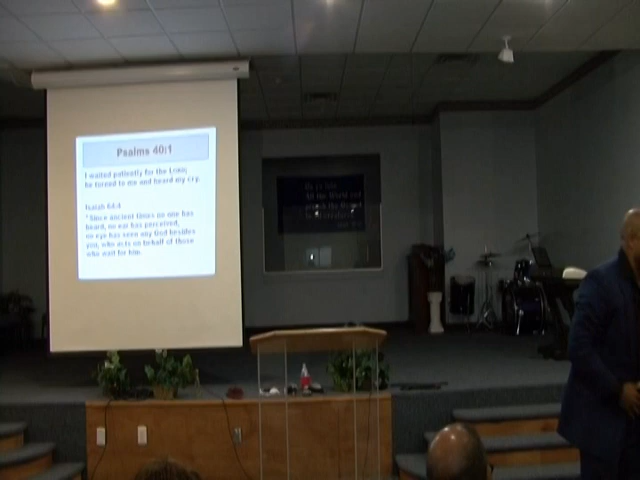 Psalms 40:1
I waited patiently for the LORD;
he turned to me and heard my cry.
Isaiah 64:4
"Since ancient times no one has
heard, no ear has perceived,
no eye has seen any God besides
you, who acts on behalf of those
who wait for him.